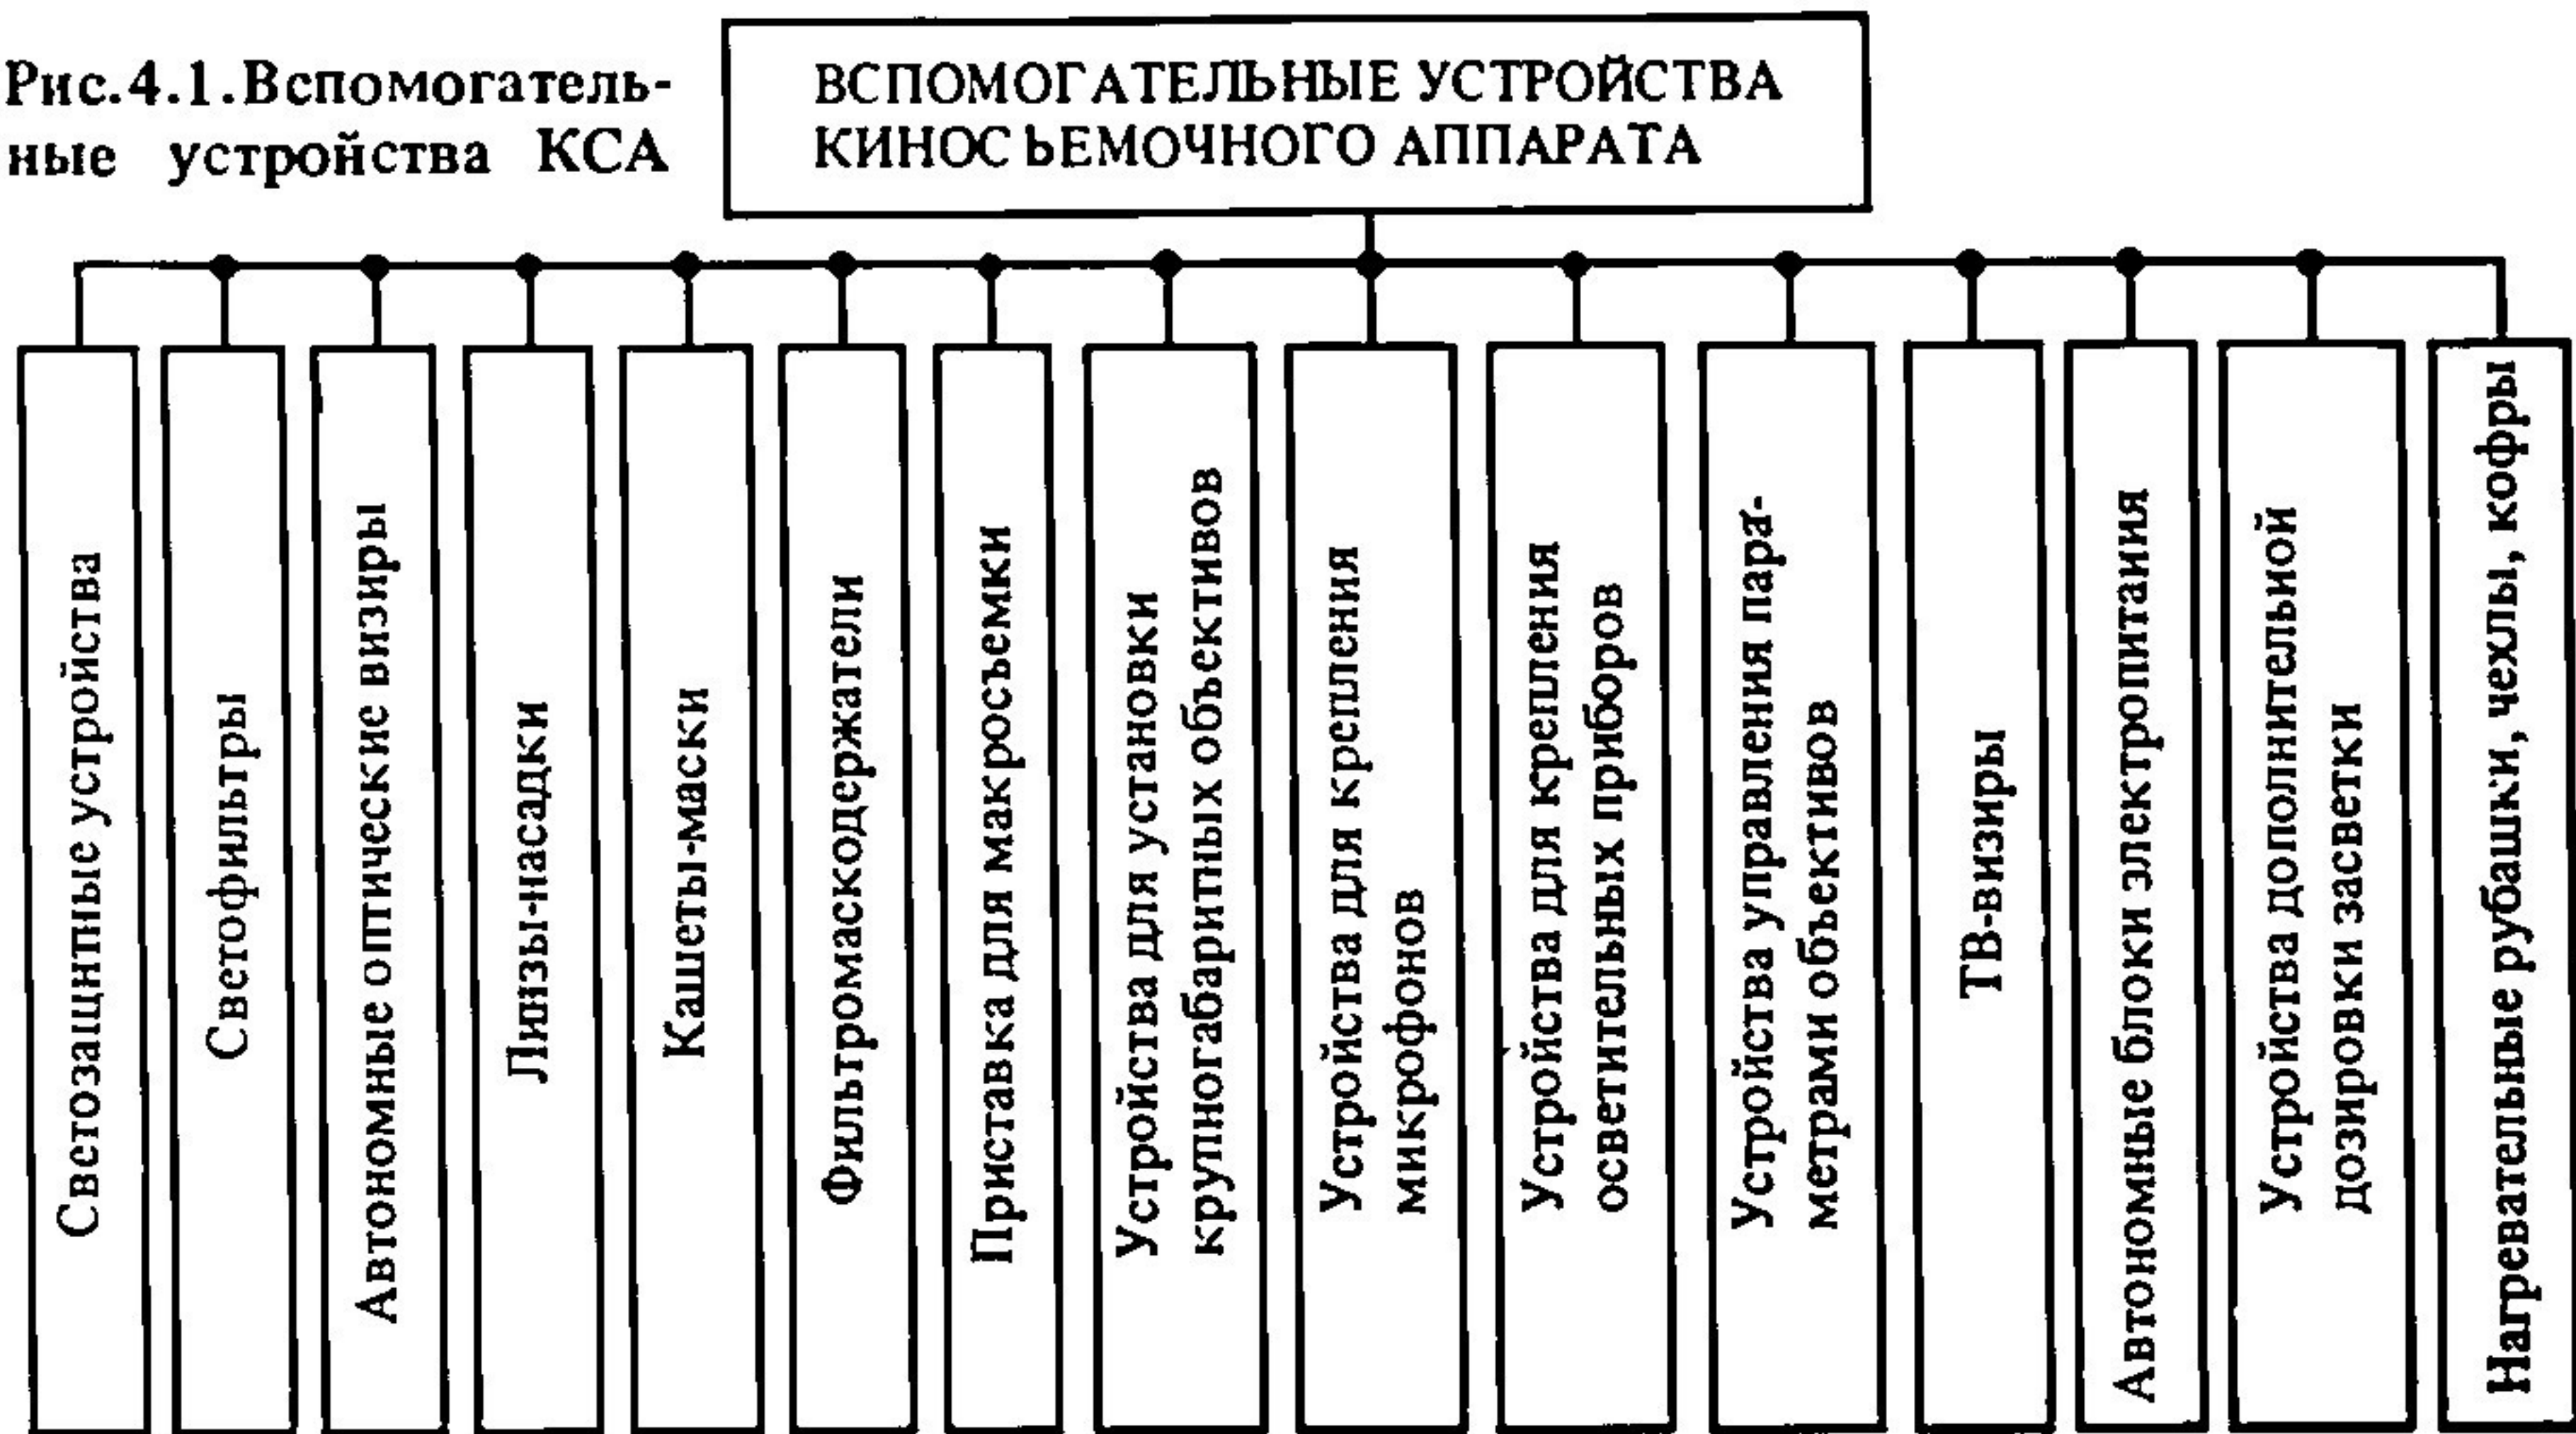 Рис.4.1.Вспомогатель-
ные устройства КСА
ВСПОМОГАТЕЛЬНЫЕ УСТРОЙСТВА
КИНОСЪЕМОЧНОГО АППАРАТА
Светозащитные устройства
Светофильтры
Автономные оптические визиры
Линзы-насадки
Кашеты-маски
Фильтромаскодержатели
Приставка для макросъемки
Устройства для установки
крупногабаритных объективов
Устройства для крепления
микрофонов
Устройства для крепления
осветительных приборов
Устройства управления пара-
метрами объективов
ТВ-визиры
Автономные блоки электропитания
Устройства дополнительной
дозировки засветки
Нагревательные рубашки, чехлы, кофры